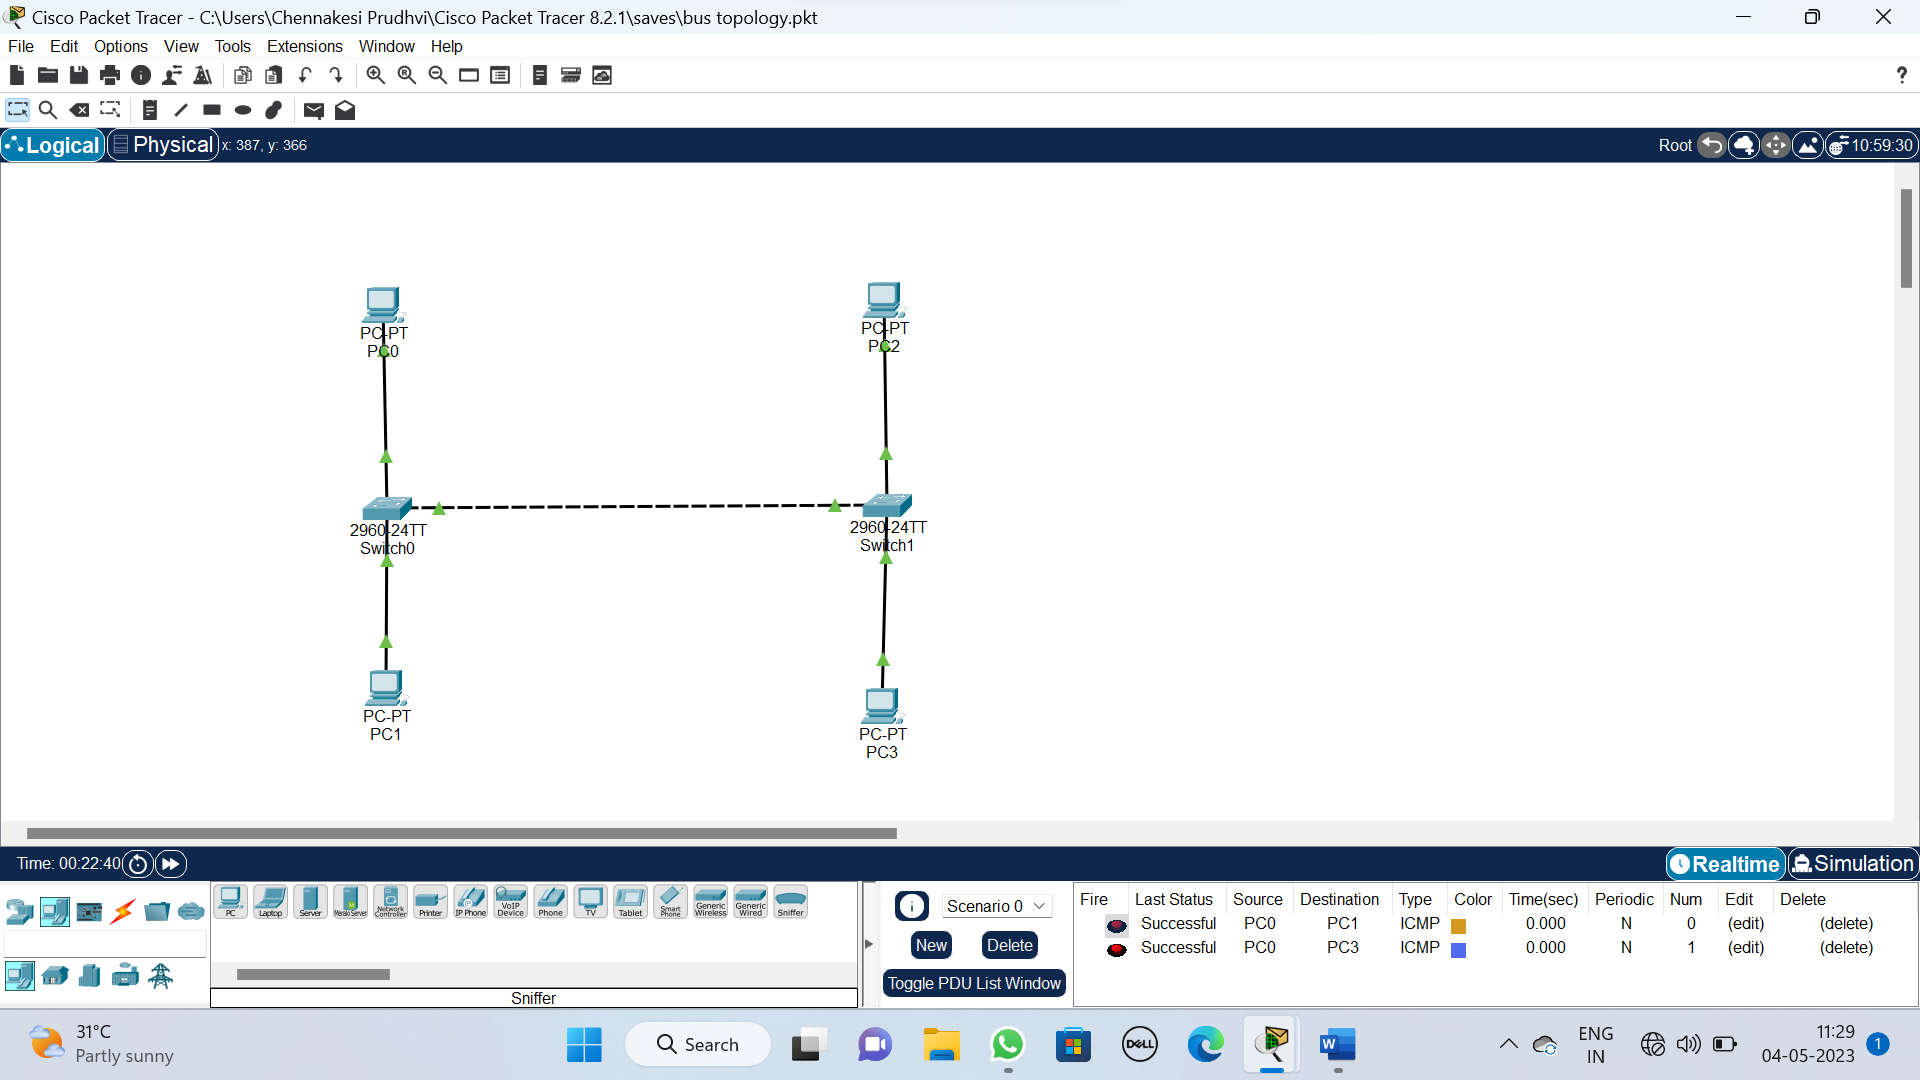 Cisco Packet Tracer - C:\Users\Chennakesi Prudhvi\Cisco Packet Tracer 8.2.1\saves\bus topology.pkt
File Edit Options View Tools Extensions Window Help
?
Logical Physical x: 387, y: 366 Root 10:59:30
PC-PT
PC0
PC-PT
PC2
2960-24TT
Switch0
2960-24TT
Switch1
PC-PT
PC1
PC-PT
PC3
Time: 00:22:40 Realtime Simulation
PC Laptop Server Meraki Server Network Controller Printer IP Phone VoIP Device Phone TV Tablet Smart Phone Generic Wireless Generic Wired Sniffer
Sniffer
Scenario 0
New Delete
Toggle PDU List Window
Fire Last Status Source Destination Type Color Time(sec) Periodic Num Edit Delete
Successful PC0 PC1 ICMP 0.000 N 0 (edit) (delete)
Successful PC0 PC3 ICMP 0.000 N 1 (edit) (delete)
31°C
Partly sunny
Search
DELL
W
ENG
IN
11:29
04-05-2023
1